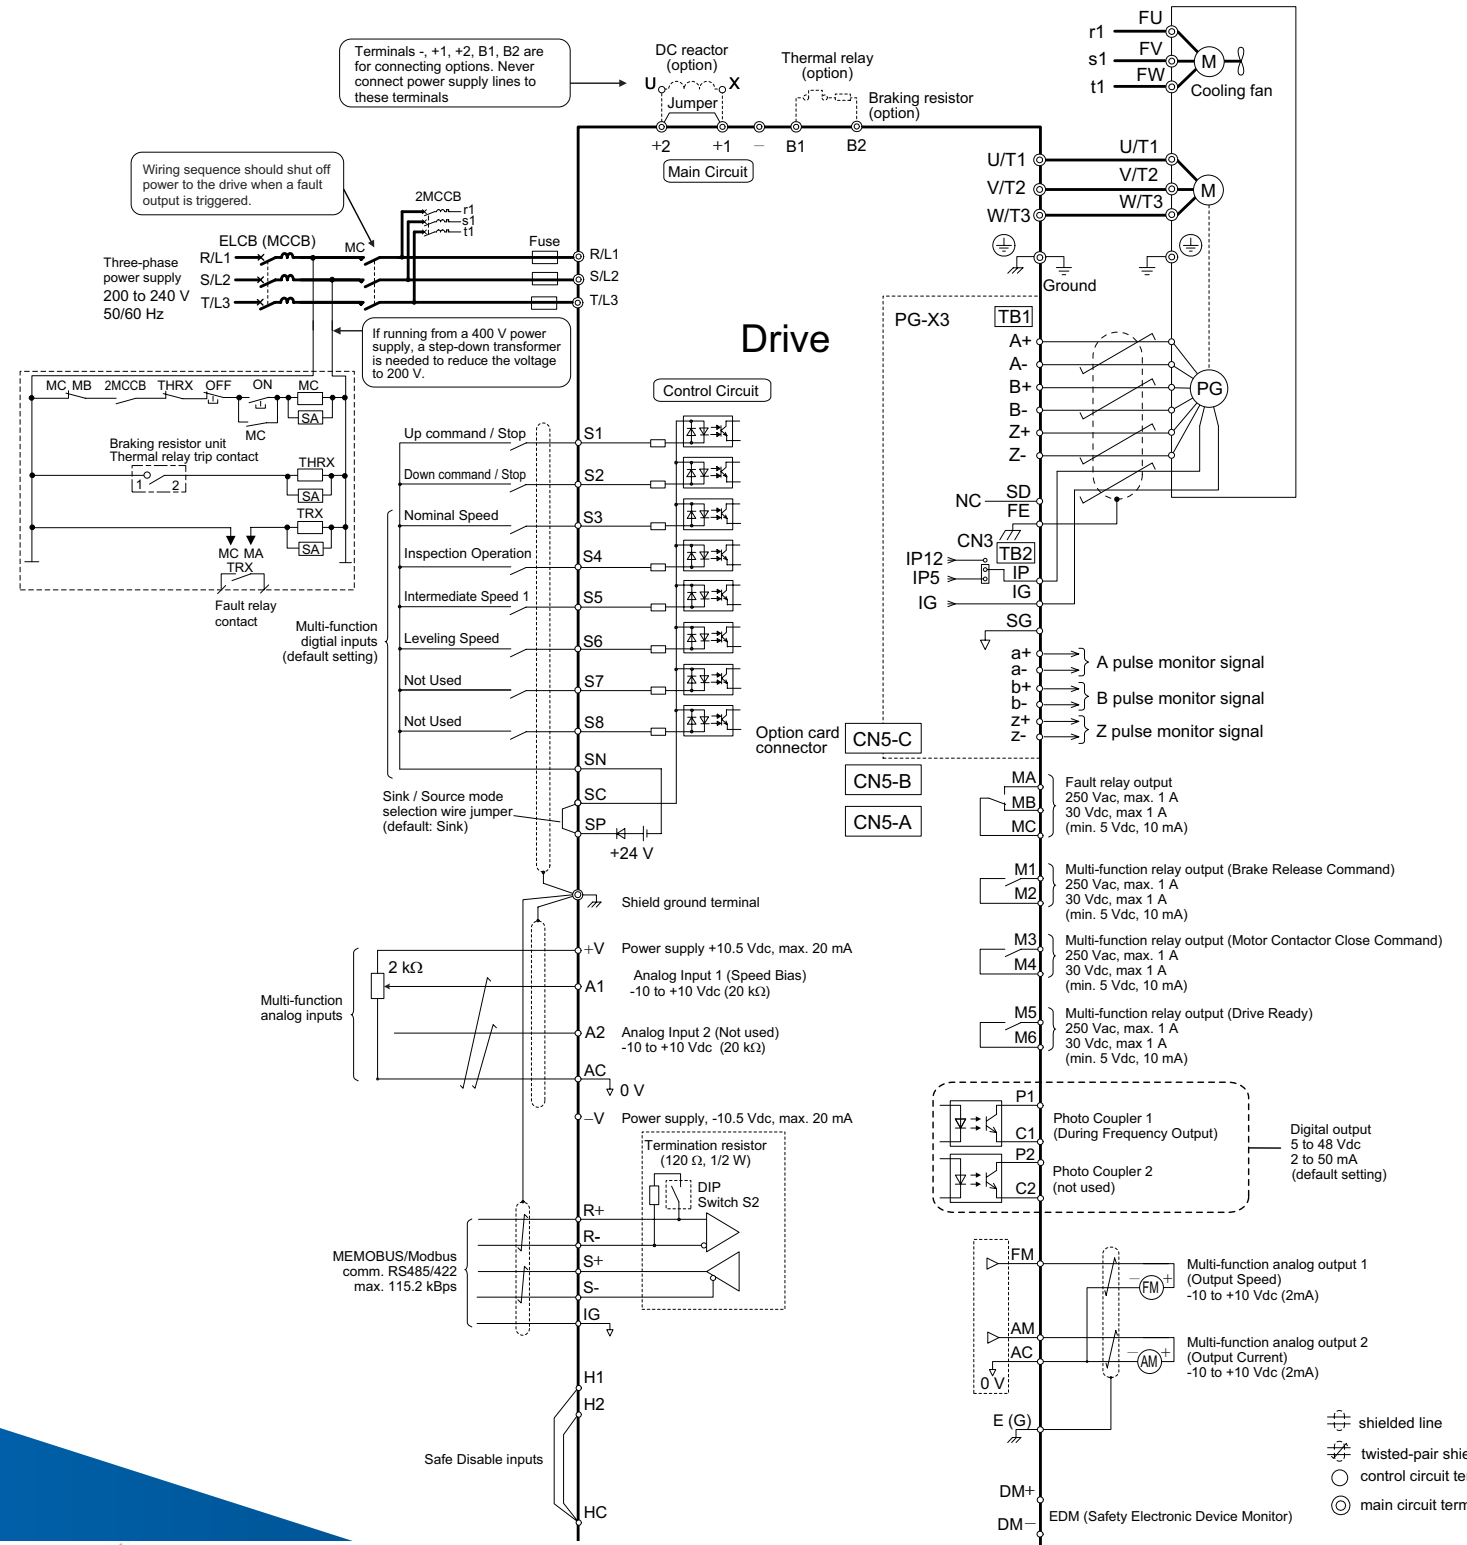 FU
r1
FV
s1
FW
t1
M
Cooling fan
Terminals -, +1, +2, B1, B2 are
for connecting options. Never
connect power supply lines to
these terminals
DC reactor
(option)
U
X
Jumper
Thermal relay
(option)
Braking resistor
(option)
+2
+1
−
B1
B2
Main Circuit
U/T1
V/T2
W/T3
U/T1
V/T2
W/T3
M
Ground
Wiring sequence should shut off
power to the drive when a fault
output is triggered.
2MCCB
r1
s1
t1
ELCB (MCCB)
MC
Fuse
Three-phase
power supply
200 to 240 V
50/60 Hz
R/L1
S/L2
T/L3
R/L1
S/L2
T/L3
If running from a 400 V power
supply, a step-down transformer
is needed to reduce the voltage
to 200 V.
Drive
MC MB
2MCCB
THRX
OFF
ON
MC
SA
MC
Braking resistor unit
Thermal relay trip contact
1
2
THRX
SA
TRX
SA
MC MA
TRX
Fault relay
contact
Control Circuit
Up command / Stop
S1
Down command / Stop
S2
Nominal Speed
S3
Inspection Operation
S4
Intermediate Speed 1
S5
Leveling Speed
S6
Not Used
S7
Not Used
S8
Multi-function
digtial inputs
(default setting)
SN
SC
SP
Sink / Source mode
selection wire jumper
(default: Sink)
+24 V
Shield ground terminal
PG-X3
TB1
A+
A-
B+
B-
Z+
Z-
PG
NC
SD
FE
CN3
TB2
IP12
IP5
IP
IG
IG
SG
a+
a-
A pulse monitor signal
b+
b-
B pulse monitor signal
z+
z-
Z pulse monitor signal
Option card
connector
CN5-C
CN5-B
CN5-A
MA
MB
MC
Fault relay output
250 Vac, max. 1 A
30 Vdc, max 1 A
(min. 5 Vdc, 10 mA)
M1
M2
Multi-function relay output (Brake Release Command)
250 Vac, max. 1 A
30 Vdc, max 1 A
(min. 5 Vdc, 10 mA)
M3
M4
Multi-function relay output (Motor Contactor Close Command)
250 Vac, max. 1 A
30 Vdc, max 1 A
(min. 5 Vdc, 10 mA)
M5
M6
Multi-function relay output (Drive Ready)
250 Vac, max. 1 A
30 Vdc, max 1 A
(min. 5 Vdc, 10 mA)
Multi-function
analog inputs
2 kΩ
+V
Power supply +10.5 Vdc, max. 20 mA
A1
Analog Input 1 (Speed Bias)
-10 to +10 Vdc (20 kΩ)
A2
Analog Input 2 (Not used)
-10 to +10 Vdc (20 kΩ)
AC
0 V
−V
Power supply, -10.5 Vdc, max. 20 mA
P1
C1
Photo Coupler 1
(During Frequency Output)
P2
C2
Photo Coupler 2
(not used)
Digital output
5 to 48 Vdc
2 to 50 mA
(default setting)
Termination resistor
(120 Ω, 1/2 W)
DIP
Switch S2
MEMOBUS/Modbus
comm. RS485/422
max. 115.2 kBps
R+
R-
S+
S-
IG
FM
FM
− +
Multi-function analog output 1
(Output Speed)
-10 to +10 Vdc (2mA)
AM
AC
0 V
AM
− +
Multi-function analog output 2
(Output Current)
-10 to +10 Vdc (2mA)
E (G)
H1
H2
HC
Safe Disable inputs
DM+
DM−
EDM (Safety Electronic Device Monitor)
shielded line
twisted-pair
control circuit
main circuit